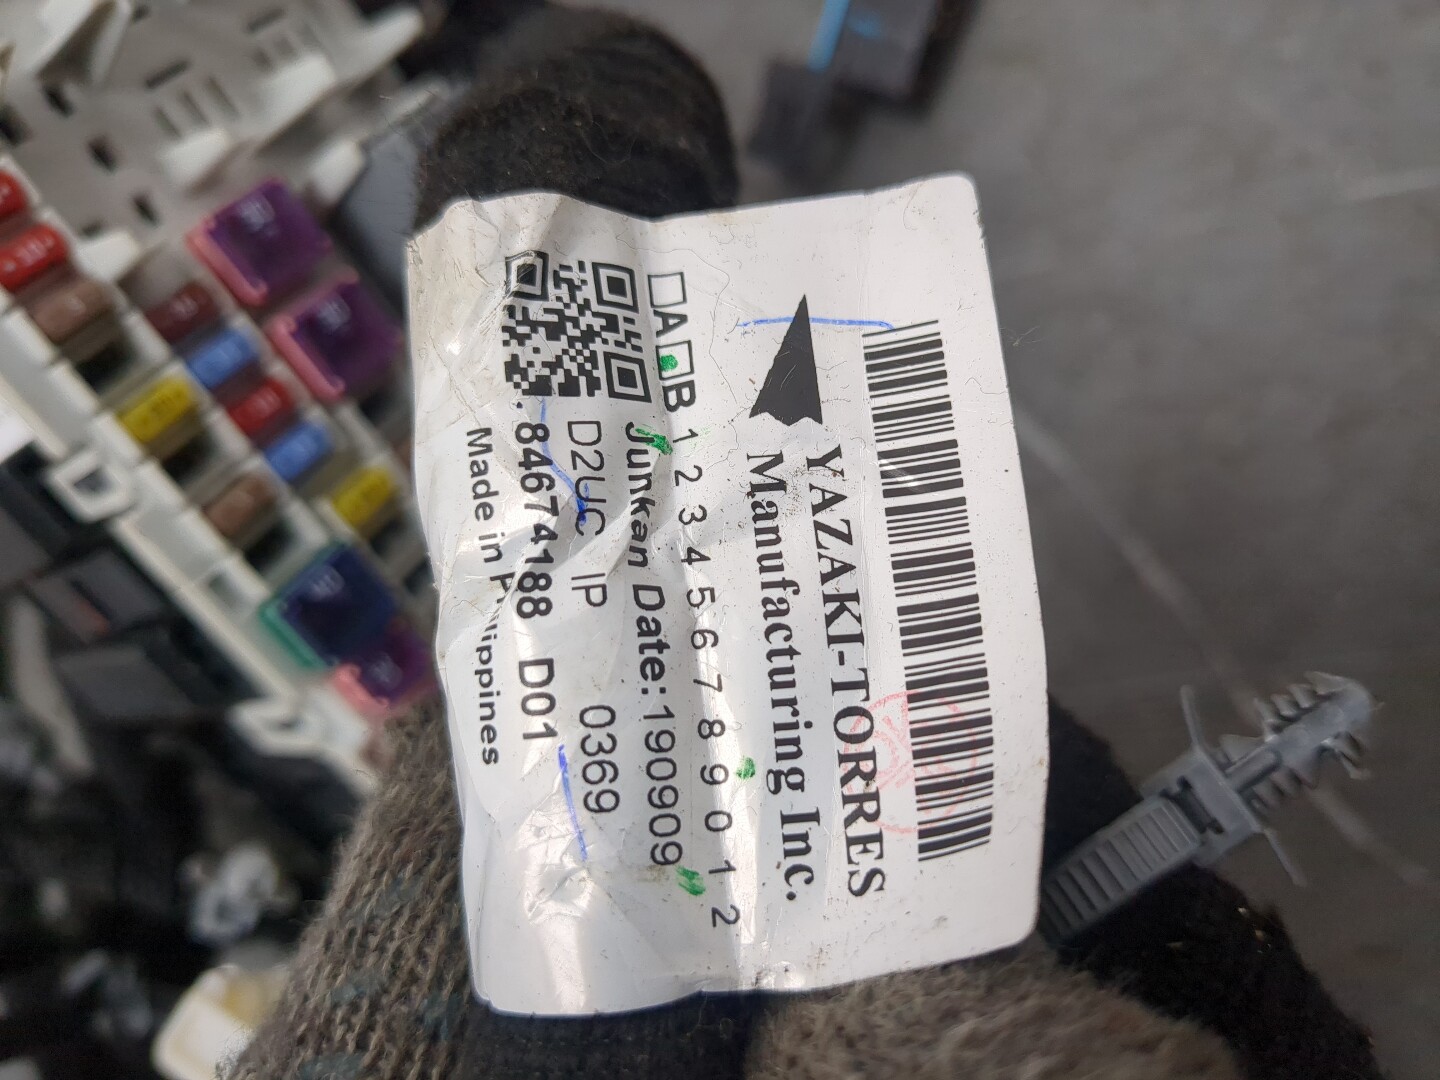 YAZAKI-TORRES
Manufacturing Inc.
□A□B 1 2 3 4 5 6 7 8 9 0 1 2
Junkan Date:190909
D2UC IP 0369
84674188 D01
Made in Philippines